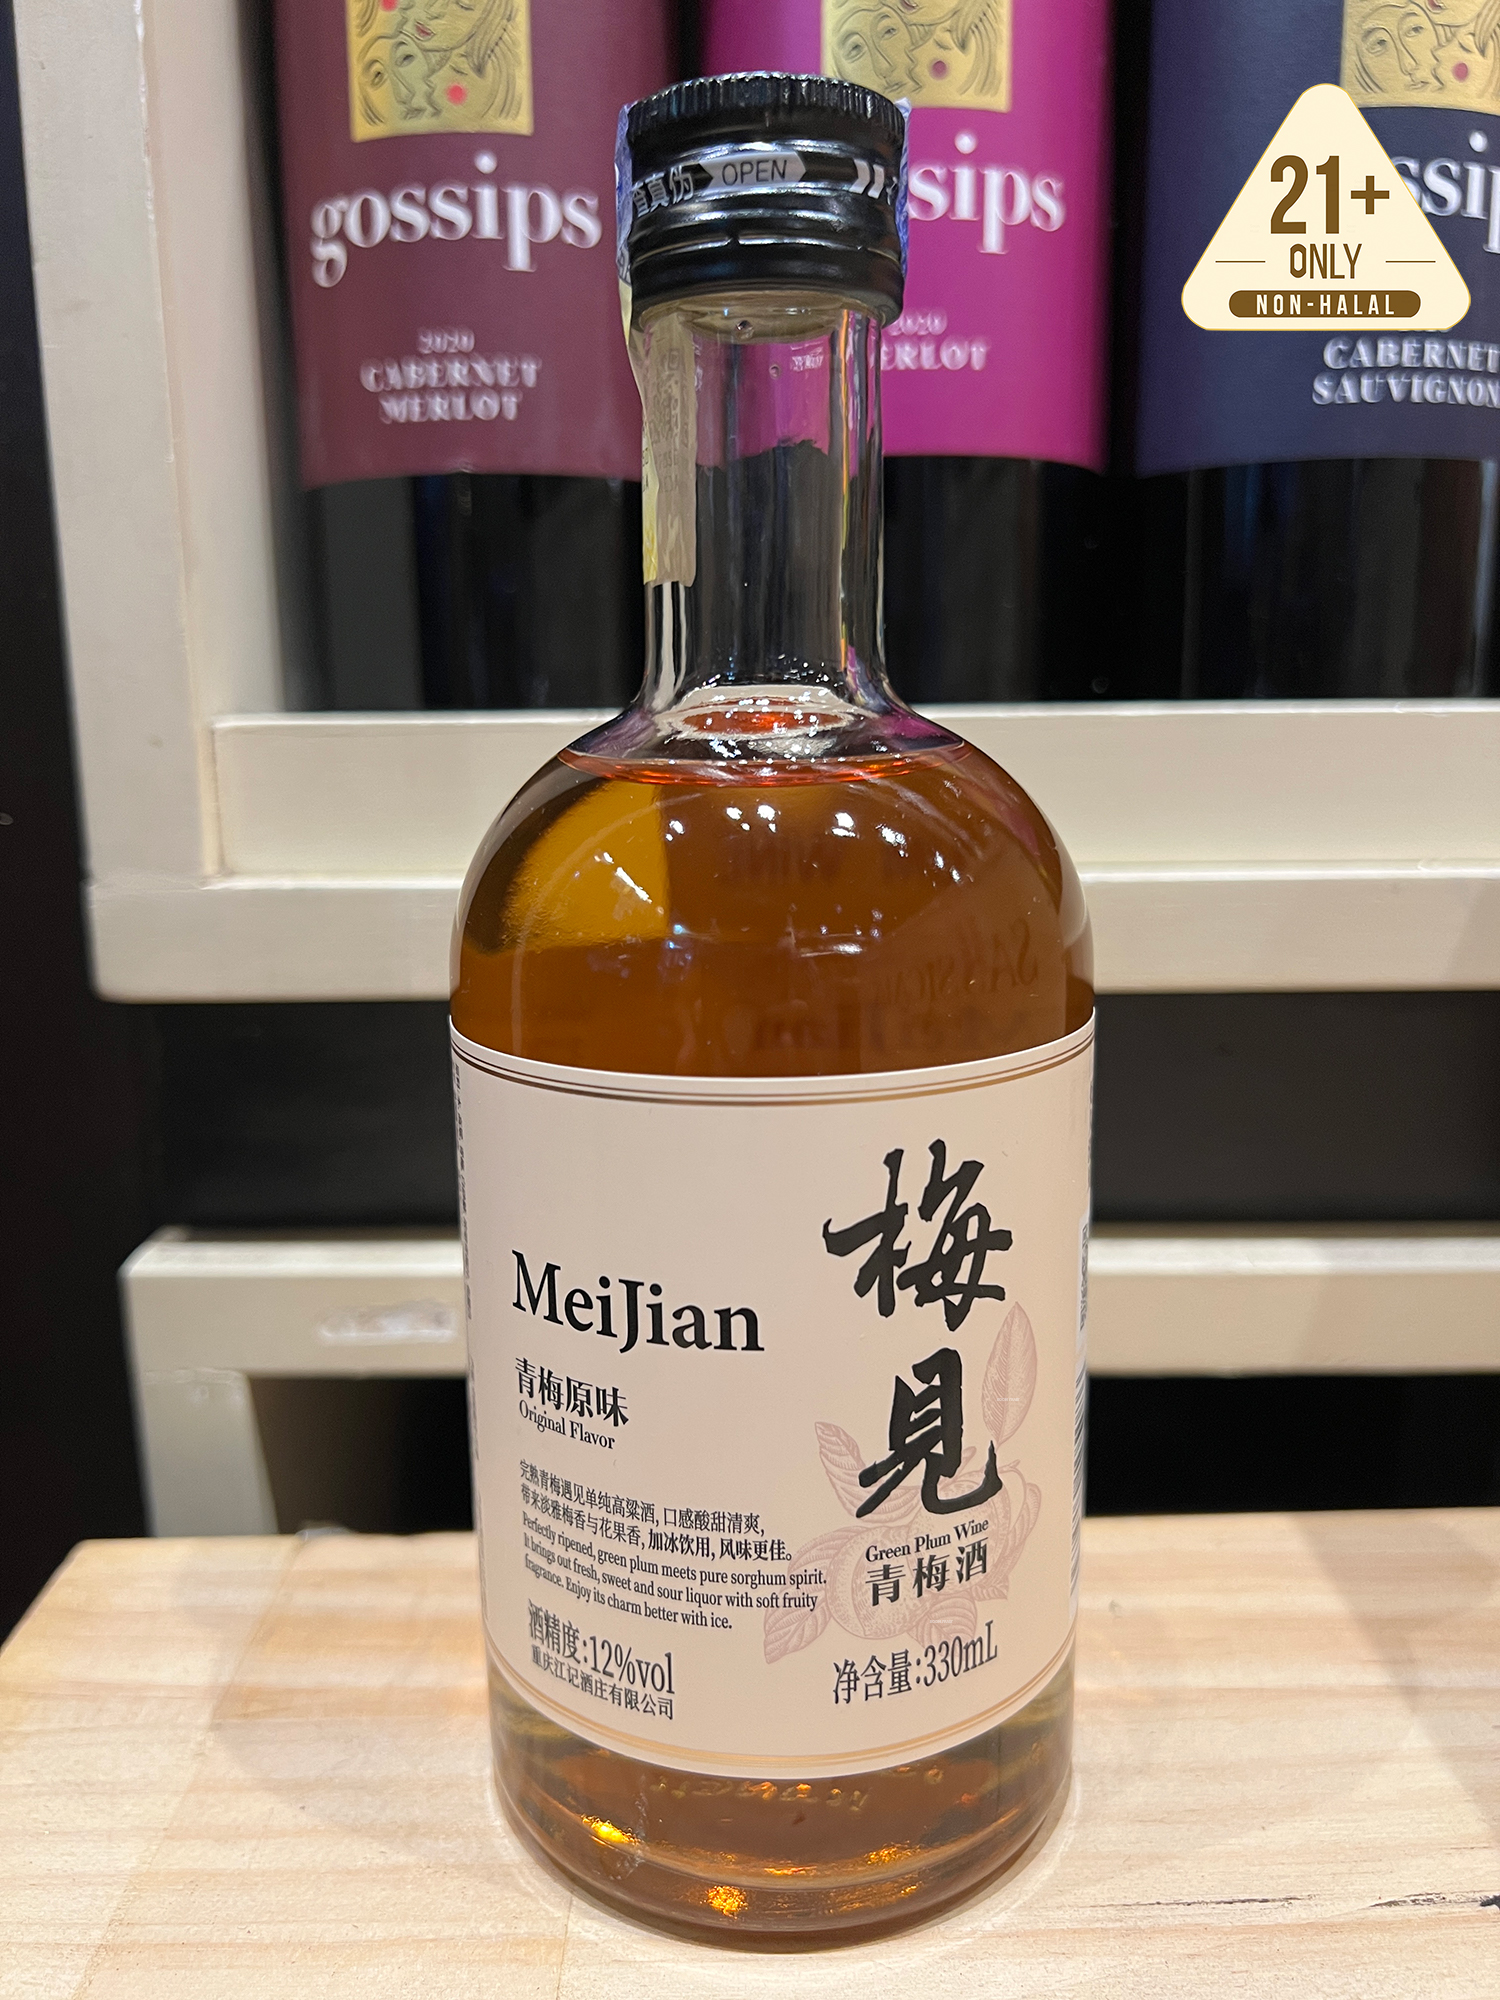 gossips
2020
CABERNET
MERLOT
sips
2020
ERLOT
ssip
CABERNET
SAUVIGNON
21+
ONLY
NON-HALAL
查真伪 OPEN
梅見
MeiJian
青梅原味
Original Flavor
完熟青梅遇见单纯高粱酒,口感酸甜清爽,
带来淡雅梅香与花果香,加冰饮用,风味更佳。
Perfectly ripened, green plum meets pure sorghum spirit.
It brings out fresh, sweet and sour liquor with soft fruity
fragrance. Enjoy its charm better with ice.
Green Plum Wine
青梅酒
酒精度:12%vol
重庆江记酒庄有限公司
净含量:330mL